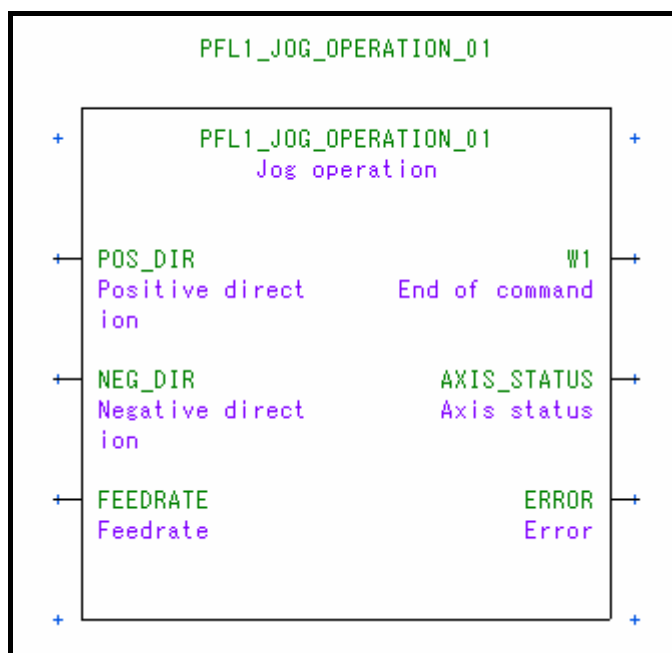 PFL1_JOG_OPERATION_01
PFL1_JOG_OPERATION_01
Jog operation
POS_DIR
Positive direct
ion
W1
End of command
NEG_DIR
Negative direct
ion
AXIS_STATUS
Axis status
FEEDRATE
Feedrate
ERROR
Error